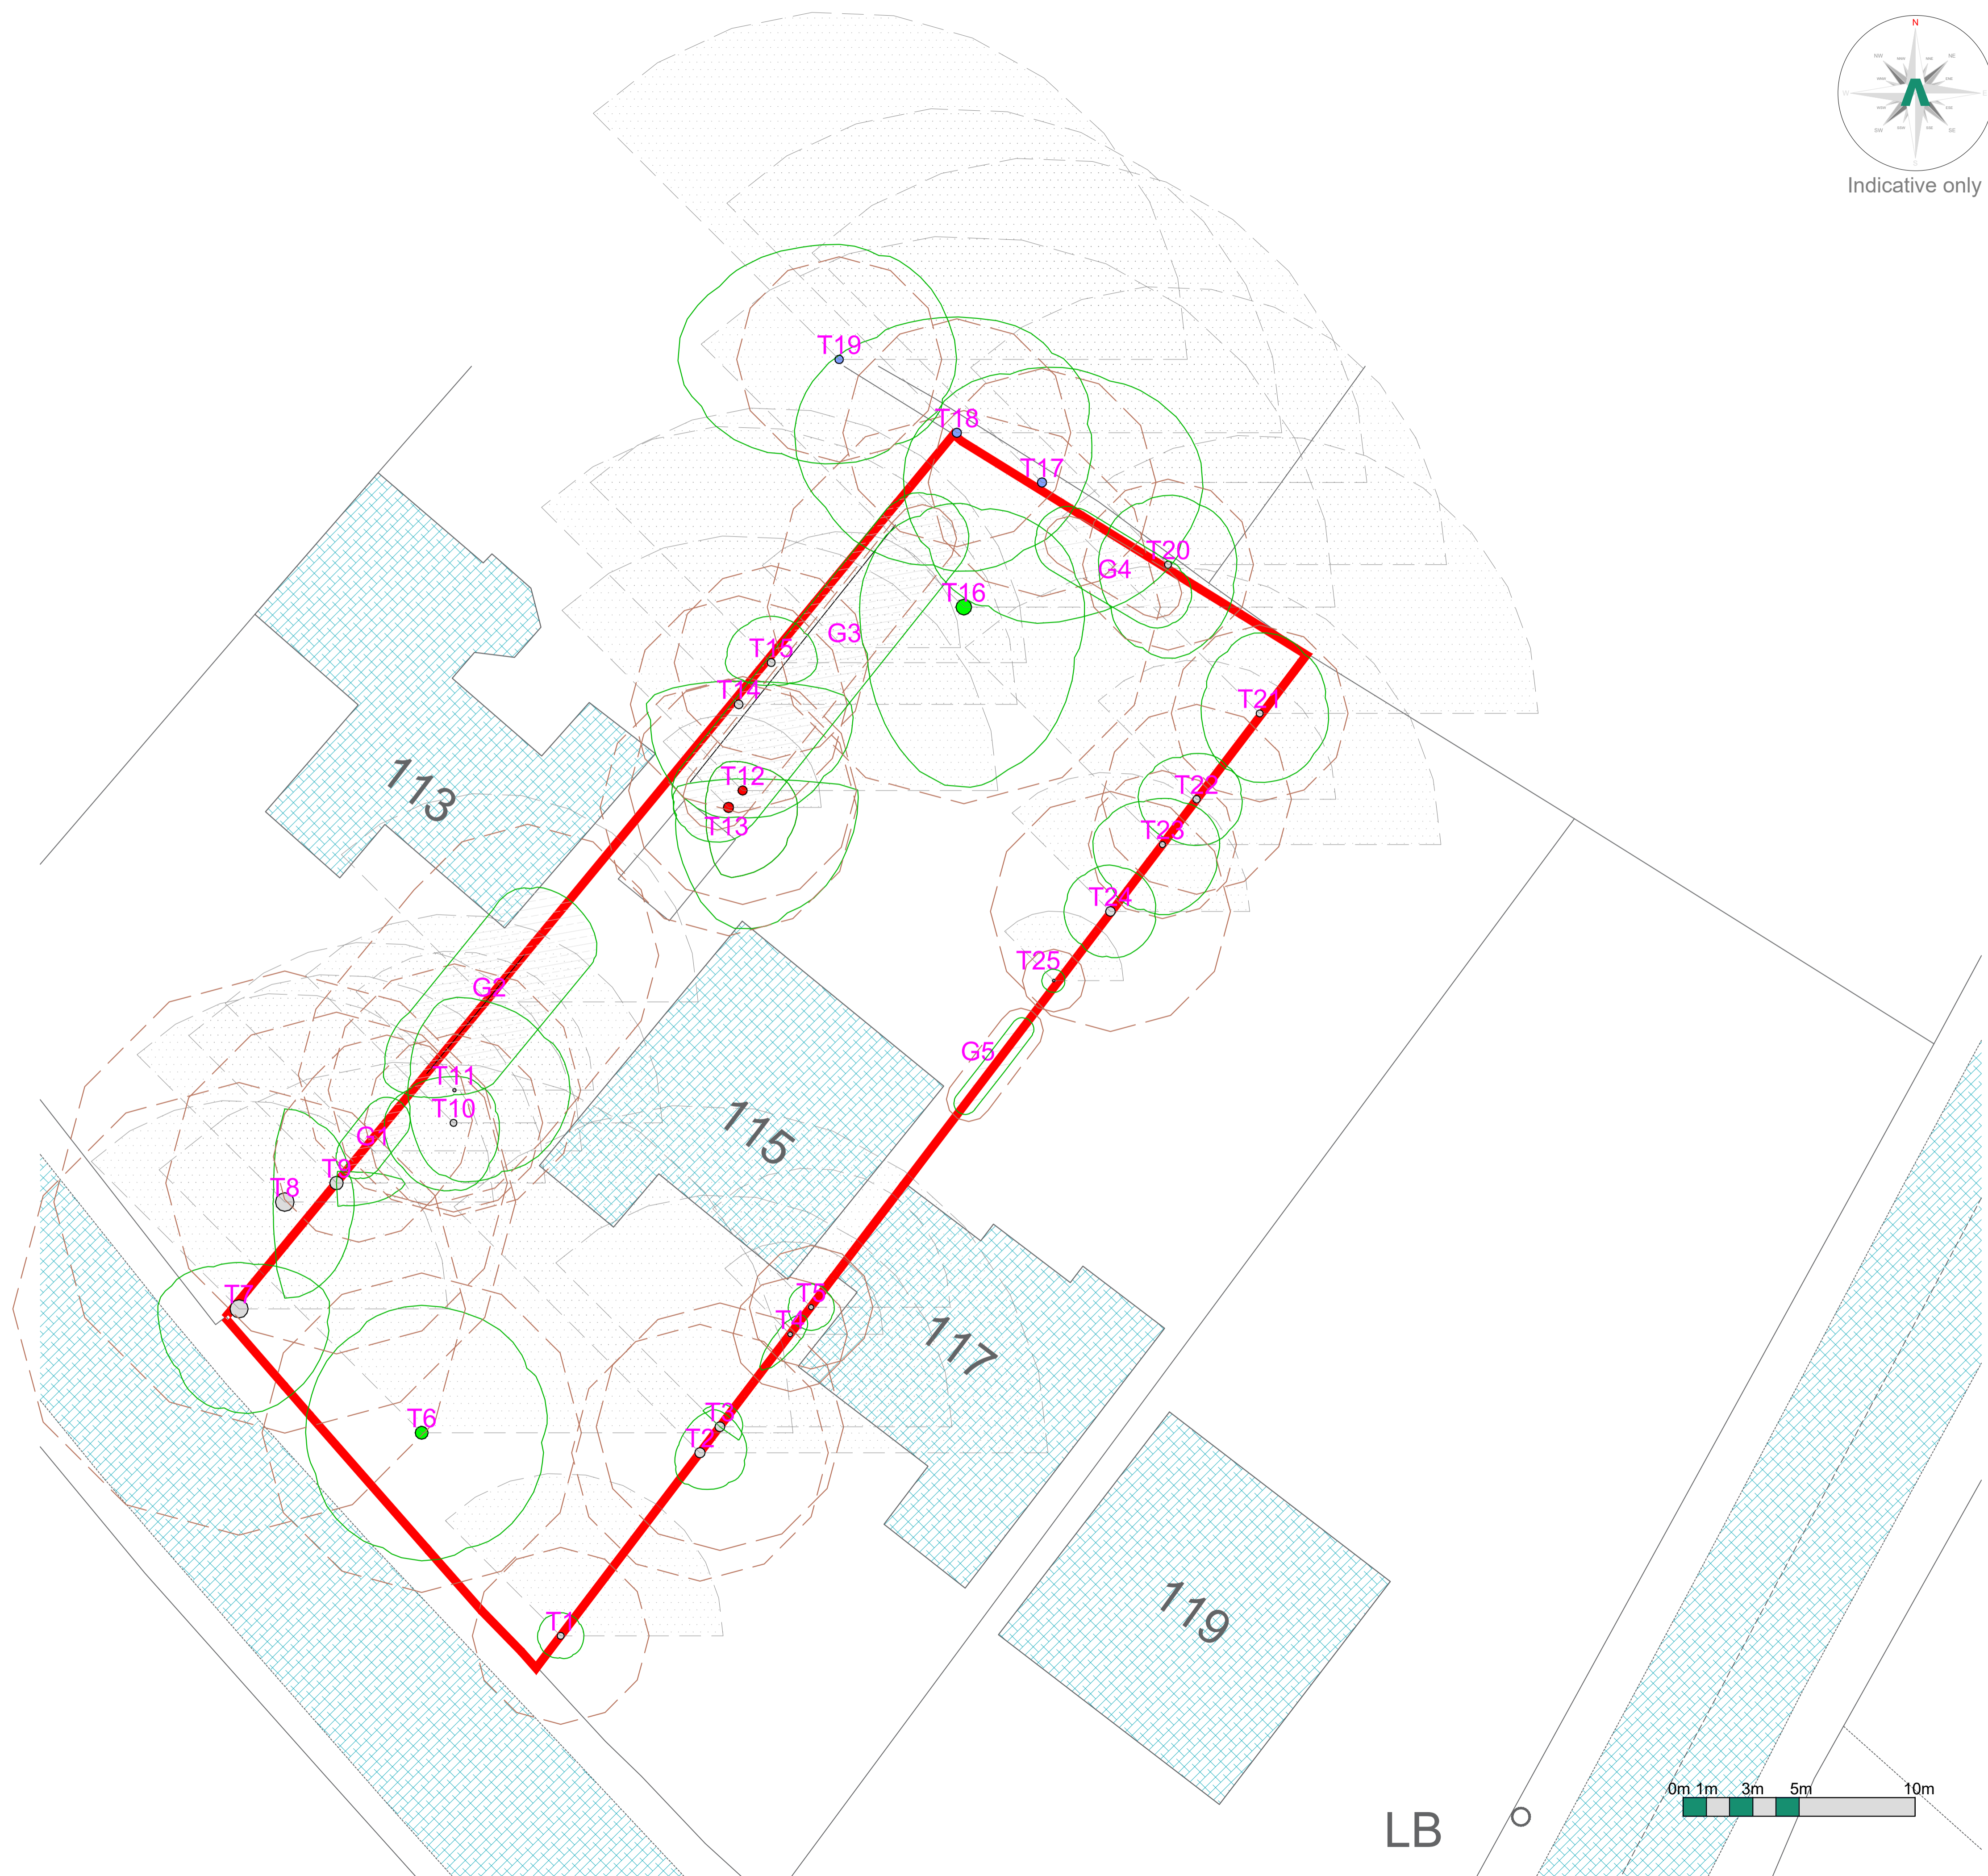 N
NW
NE
W
E
SW
SE
S
Indicative only
T19
T18
T17
T20
G4
T16
G3
T15
T14
T21
T12
T13
T22
T23
T24
T25
113
G2
G5
T11
T10
115
G1
T9
T8
T7
T5
T4
117
T6
T3
T2
T1
119
0m 1m 3m 5m 10m
LB